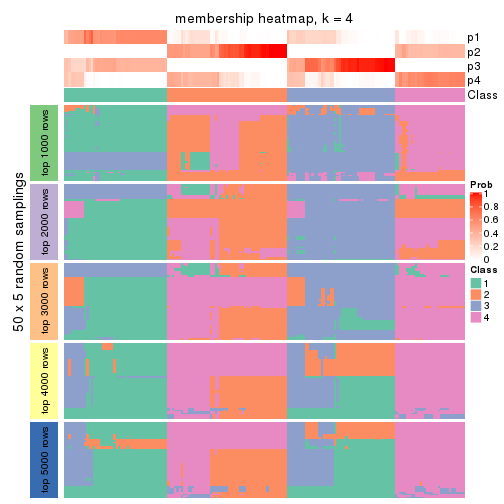 membership heatmap, k = 4
p1
p2
p3
p4
Class
50 x 5 random samplings
top 1000 rows
top 2000 rows
top 3000 rows
top 4000 rows
top 5000 rows
Prob
1
0.8
0.6
0.4
0.2
0
Class
1
2
3
4